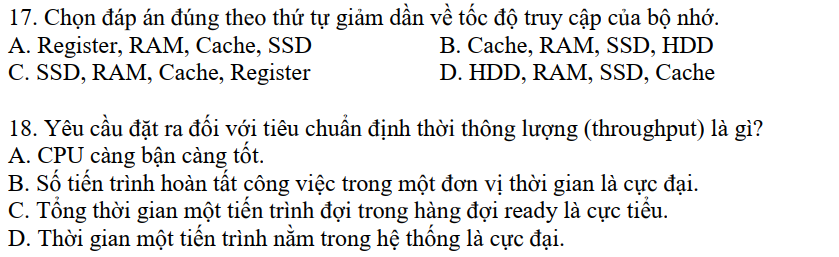 17. Chọn đáp án đúng theo thứ tự giảm dần về tốc độ truy cập của bộ nhớ.
A. Register, RAM, Cache, SSD B. Cache, RAM, SSD, HDD
C. SSD, RAM, Cache, Register D. HDD, RAM, SSD, Cache
18. Yêu cầu đặt ra đối với tiêu chuẩn định thời thông lượng (throughput) là gì?
A. CPU càng bận càng tốt.
B. Số tiến trình hoàn tất công việc trong một đơn vị thời gian là cực đại.
C. Tổng thời gian một tiến trình đợi trong hàng đợi ready là cực tiểu.
D. Thời gian một tiến trình nằm trong hệ thống là cực đại.